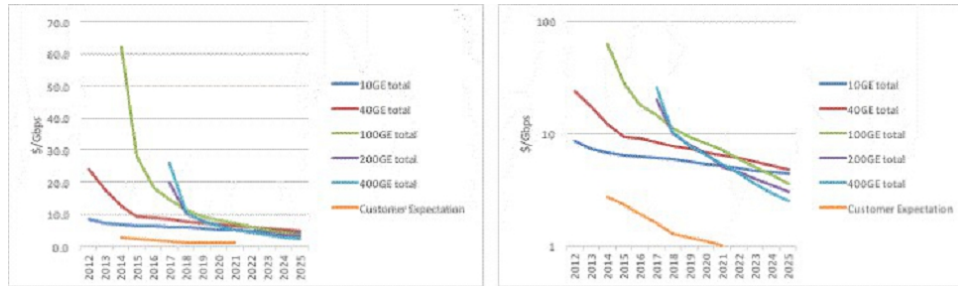 70.0
60.0
50.0
40.0
30.0
20.0
10.0
0.0
$/Gbps
2012
2013
2014
2015
2016
2017
2018
2019
2020
2021
2022
2023
2024
2025
10GE total
40GE total
100GE total
200GE total
400GE total
Customer Expectation
100
10
1
$/Gbps
2012
2013
2014
2015
2016
2017
2018
2019
2020
2021
2022
2023
2024
2025
10GE total
40GE total
100GE total
200GE total
400GE total
Customer Expectation